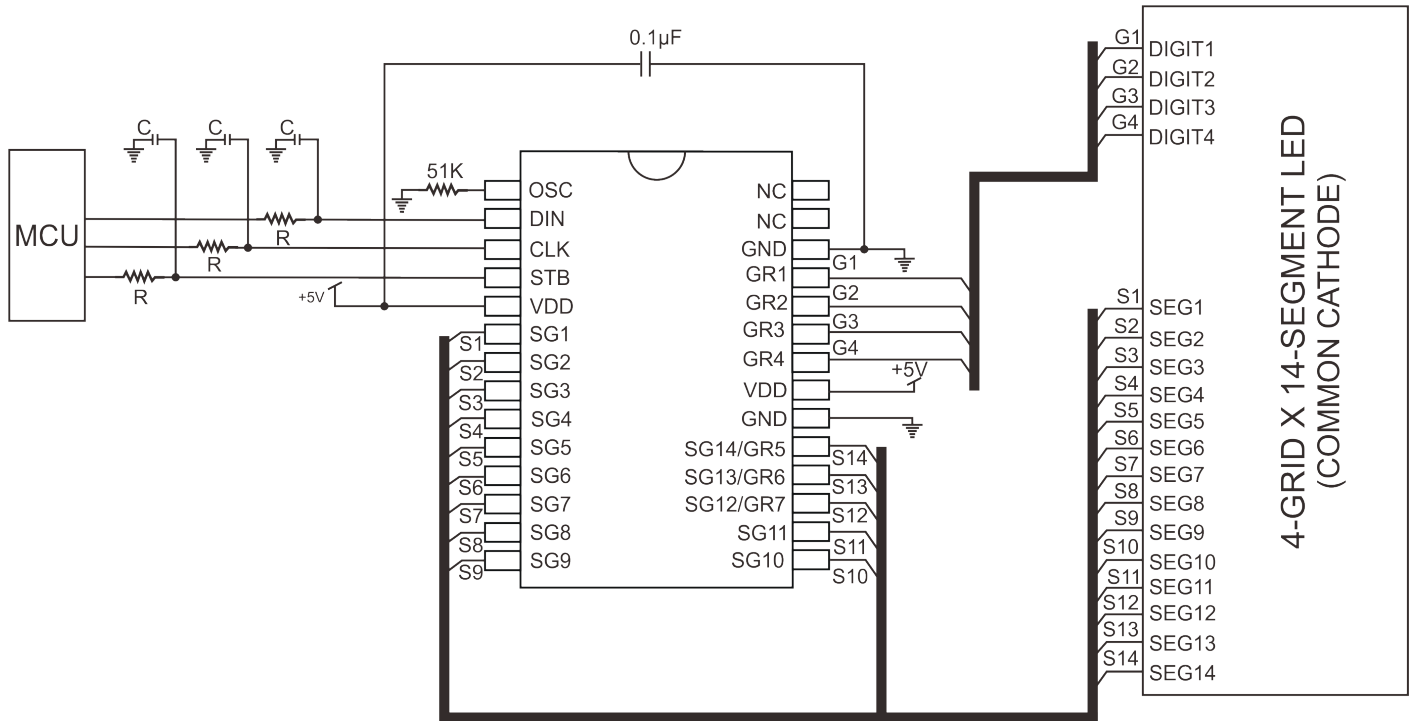 0.1µF
C
C
C
MCU
R
R
R
51K
+5V
OSC
DIN
CLK
STB
VDD
SG1
SG2
SG3
SG4
SG5
SG6
SG7
SG8
SG9
S1
S2
S3
S4
S5
S6
S7
S8
S9
NC
NC
GND
GR1
GR2
GR3
GR4
VDD
GND
SG14/GR5
SG13/GR6
SG12/GR7
SG11
SG10
G1
G2
G3
G4
+5V
S14
S13
S12
S11
S10
G1
G2
G3
G4
DIGIT1
DIGIT2
DIGIT3
DIGIT4
S1
S2
S3
S4
S5
S6
S7
S8
S9
S10
S11
S12
S13
S14
SEG1
SEG2
SEG3
SEG4
SEG5
SEG6
SEG7
SEG8
SEG9
SEG10
SEG11
SEG12
SEG13
SEG14
4-GRID X 14-SEGMENT LED
(COMMON CATHODE)